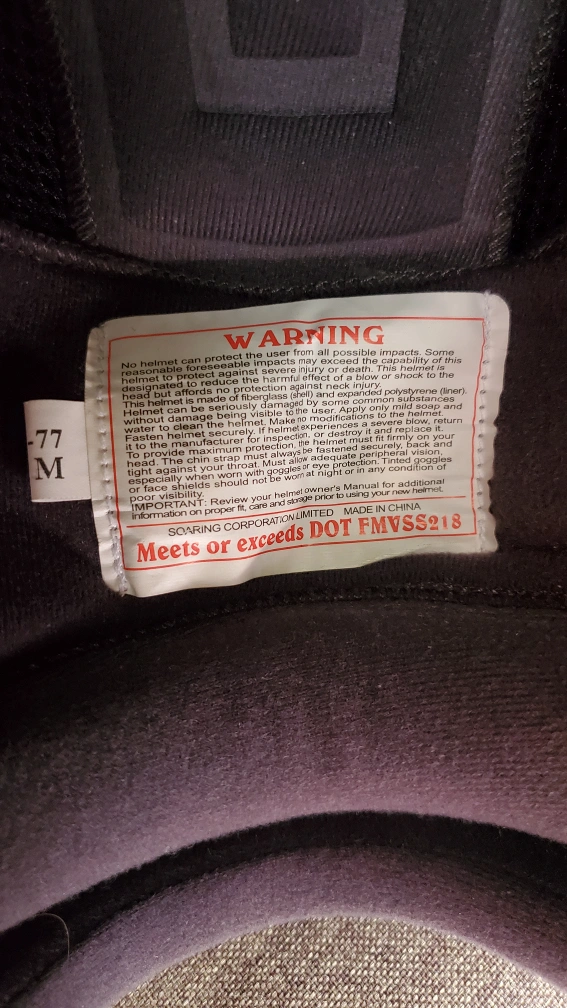 WARNING
No helmet can protect the user from all possible impacts. Some
reasonable foreseeable impacts may exceed the capability of this
helmet to protect against severe injury or death. This helmet is
designated to reduce the harmful effect of a blow or shock to the
head but affords no protection against neck injury.
This helmet is made of fiberglass (shell) and expanded polystyrene (liner).
Helmet can be seriously damaged by some common substances
without damage being visible to the user. Apply only mild soap and
water to clean the helmet. Make no modifications to the helmet.
Fasten helmet securely. If helmet experiences a severe blow, return
it to the manufacturer for inspection, or destroy it and replace it.
To provide maximum protection, the helmet must fit firmly on your
head. The chin strap must always be fastened securely, back and
tight against your throat. Must allow adequate peripheral vision,
especially when worn with goggles or eye protection. Tinted goggles
or face shields should not be worn at night or in any condition of
poor visibility.
IMPORTANT: Review your helmet owner's Manual for additional
information on proper fit, care and storage prior to using your new helmet.
SOARING CORPORATION LIMITED MADE IN CHINA
Meets or exceeds DOT FMVSS218
-77
M